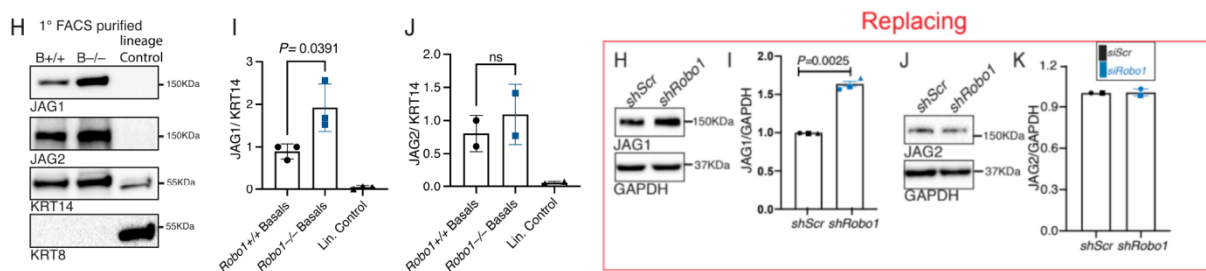 Replacing
H
1° FACS purified
B+/+ B–/– lineage Control
150KDa
JAG1
150KDa
JAG2
55KDa
KRT14
55KDa
KRT8
I
P= 0.0391
JAG1/ KRT14
3
2
1
0
Robo1+/+ Basals
Robo1–/– Basals
Lin. Control
J
ns
JAG2/ KRT14
2.0
1.5
1.0
0.5
0.0
Robo1+/+ Basals
Robo1–/– Basals
Lin. Control
H
shScr shRobo1
150KDa
JAG1
37KDa
GAPDH
I
P=0.0025
JAG1/GAPDH
2.0
1.5
1.0
0.5
0.0
shScr shRobo1
J
shScr shRobo1
150KDa
JAG2
37KDa
GAPDH
K
siScr
siRobo1
JAG2/GAPDH
1.2
0.9
0.6
0.3
0.0
shScr shRobo1